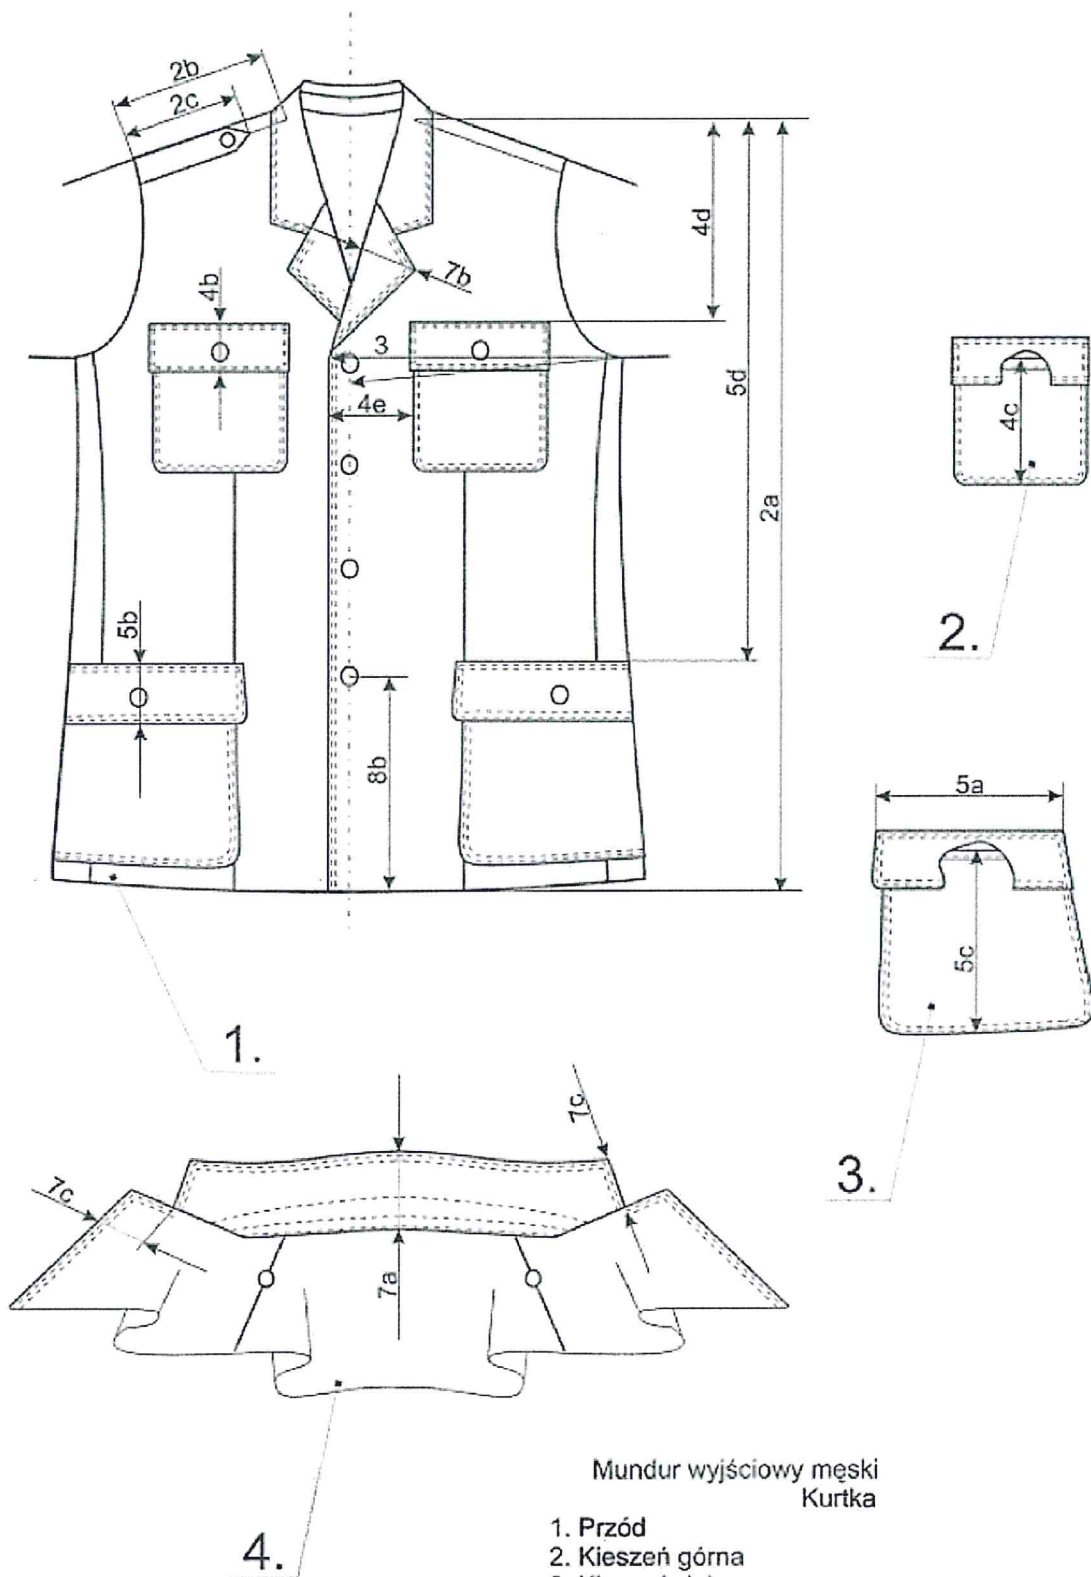 2b
2c
4d
7b
4b
3
4e
5d
2a
4c
2.
5b
8b
5a
5c
1.
3.
7c
7c
7a
4.
Mundur wyjściowy męski
Kurtka
1. Przód
2. Kieszeń górna